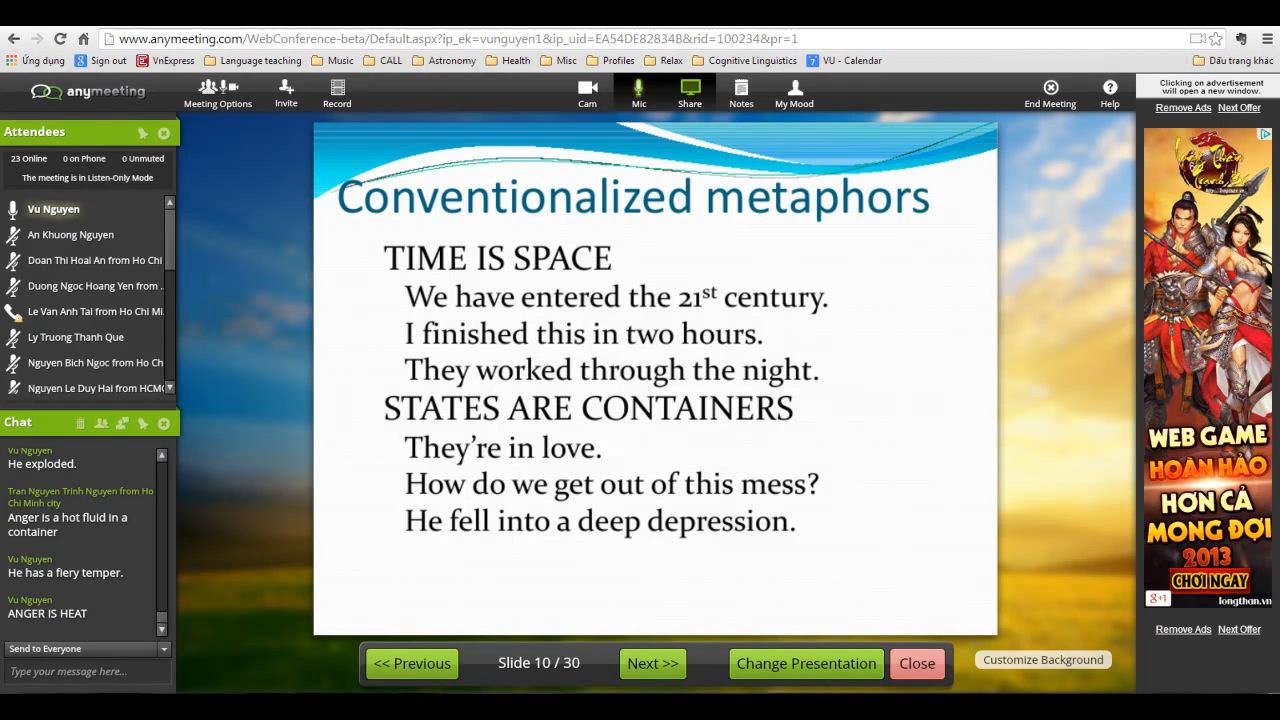 www.anymeeting.com/WebConference-beta/Default.aspx?ip_ek=vunguyen1&ip_uid=EA54DE82834B&rid=100234&pr=1
Ứng dụng Sign out VnExpress Language teaching Music CALL Astronomy Health Misc Profiles Relax Cognitive Linguistics 7 VU - Calendar Dấu trang khác
anymeeting
Meeting Options Invite Record Cam Mic Share Notes My Mood End Meeting Help
Clicking on advertisement
will open a new window.
Remove Ads Next Offer
Attendees
23 Online 0 on Phone 0 Unmuted
The meeting is in Listen-Only Mode
Vu Nguyen
An Khuong Nguyen
Doan Thi Hoai An from Ho Chi
Duong Ngoc Hoang Yen from ..
Le Van Anh Tai from Ho Chi Mi.
Ly Truong Thanh Que
Nguyen Bich Ngoc from Ho Ch
Nguyen Le Duy Hai from HCMC
Chat
Vu Nguyen
He exploded.
Tran Nguyen Trinh Nguyen from Ho
Chi Minh city
Anger is a hot fluid in a
container
Vu Nguyen
He has a fiery temper.
Vu Nguyen
ANGER IS HEAT
Send to Everyone
Type your message here...
Conventionalized metaphors
TIME IS SPACE
We have entered the 21st century.
I finished this in two hours.
They worked through the night.
STATES ARE CONTAINERS
They’re in love.
How do we get out of this mess?
He fell into a deep depression.
<< Previous Slide 10 / 30 Next >> Change Presentation Close
Customize Background
WEB GAME
HOÀN HẢO
HƠN CẢ
MONG ĐỢI
2013
CHƠI NGAY
+1 longthan.vn
Remove Ads Next Offer